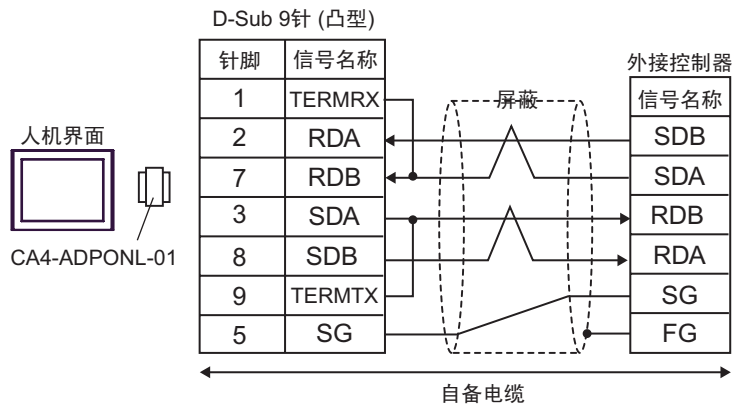 D-Sub 9针 (凸型)
针脚 信号名称
1 TERMRX
2 RDA
7 RDB
3 SDA
8 SDB
9 TERMTX
5 SG
人机界面
CA4-ADPONL-01
屏蔽
外接控制器
信号名称
SDB
SDA
RDB
RDA
SG
FG
自备电缆